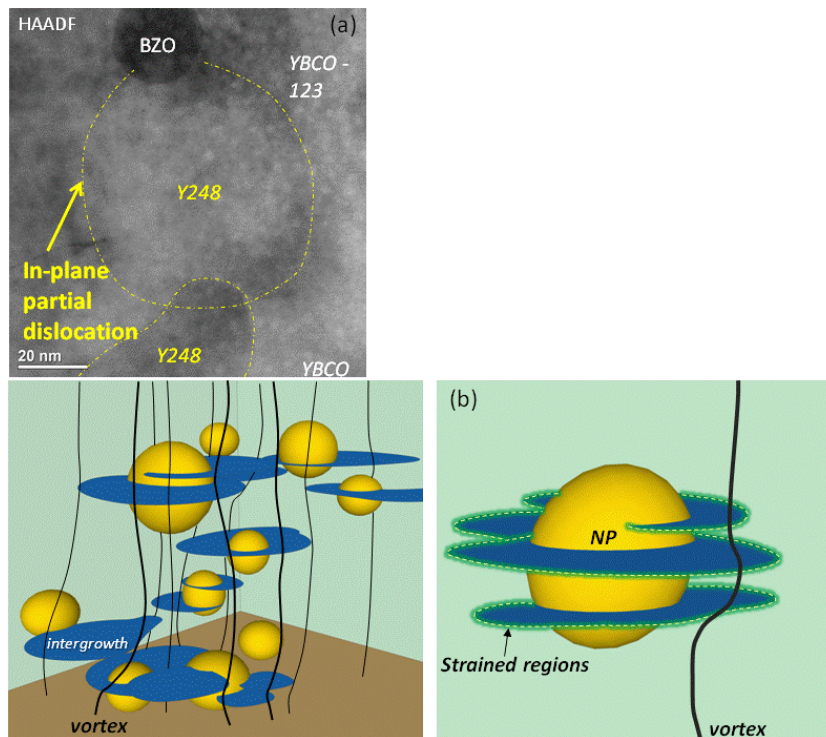 HAADF
(a)
BZO
YBCO -
123
Y248
In-plane
partial
dislocation
20 nm
Y248
YBCO
intergrowth
vortex
(b)
NP
Strained regions
vortex